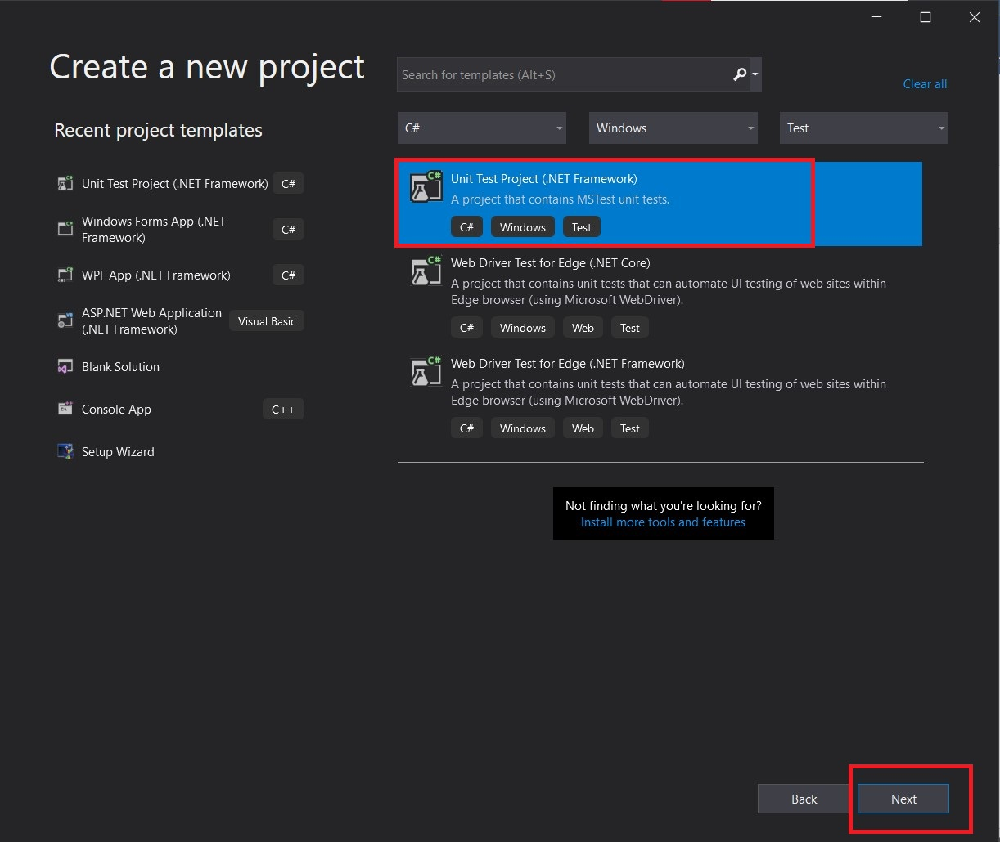 Create a new project
Search for templates (Alt+S)
Clear all
Recent project templates
C#
Windows
Test
Unit Test Project (.NET Framework) C#
Windows Forms App (.NET
Framework)
C#
WPF App (.NET Framework) C#
ASP.NET Web Application
(.NET Framework)
Visual Basic
Blank Solution
Console App C++
Setup Wizard
Unit Test Project (.NET Framework)
A project that contains MSTest unit tests.
C# Windows Test
Web Driver Test for Edge (.NET Core)
A project that contains unit tests that can automate UI testing of web sites within
Edge browser (using Microsoft WebDriver).
C# Windows Web Test
Web Driver Test for Edge (.NET Framework)
A project that contains unit tests that can automate UI testing of web sites within
Edge browser (using Microsoft WebDriver).
C# Windows Web Test
Not finding what you're looking for?
Install more tools and features
Back
Next